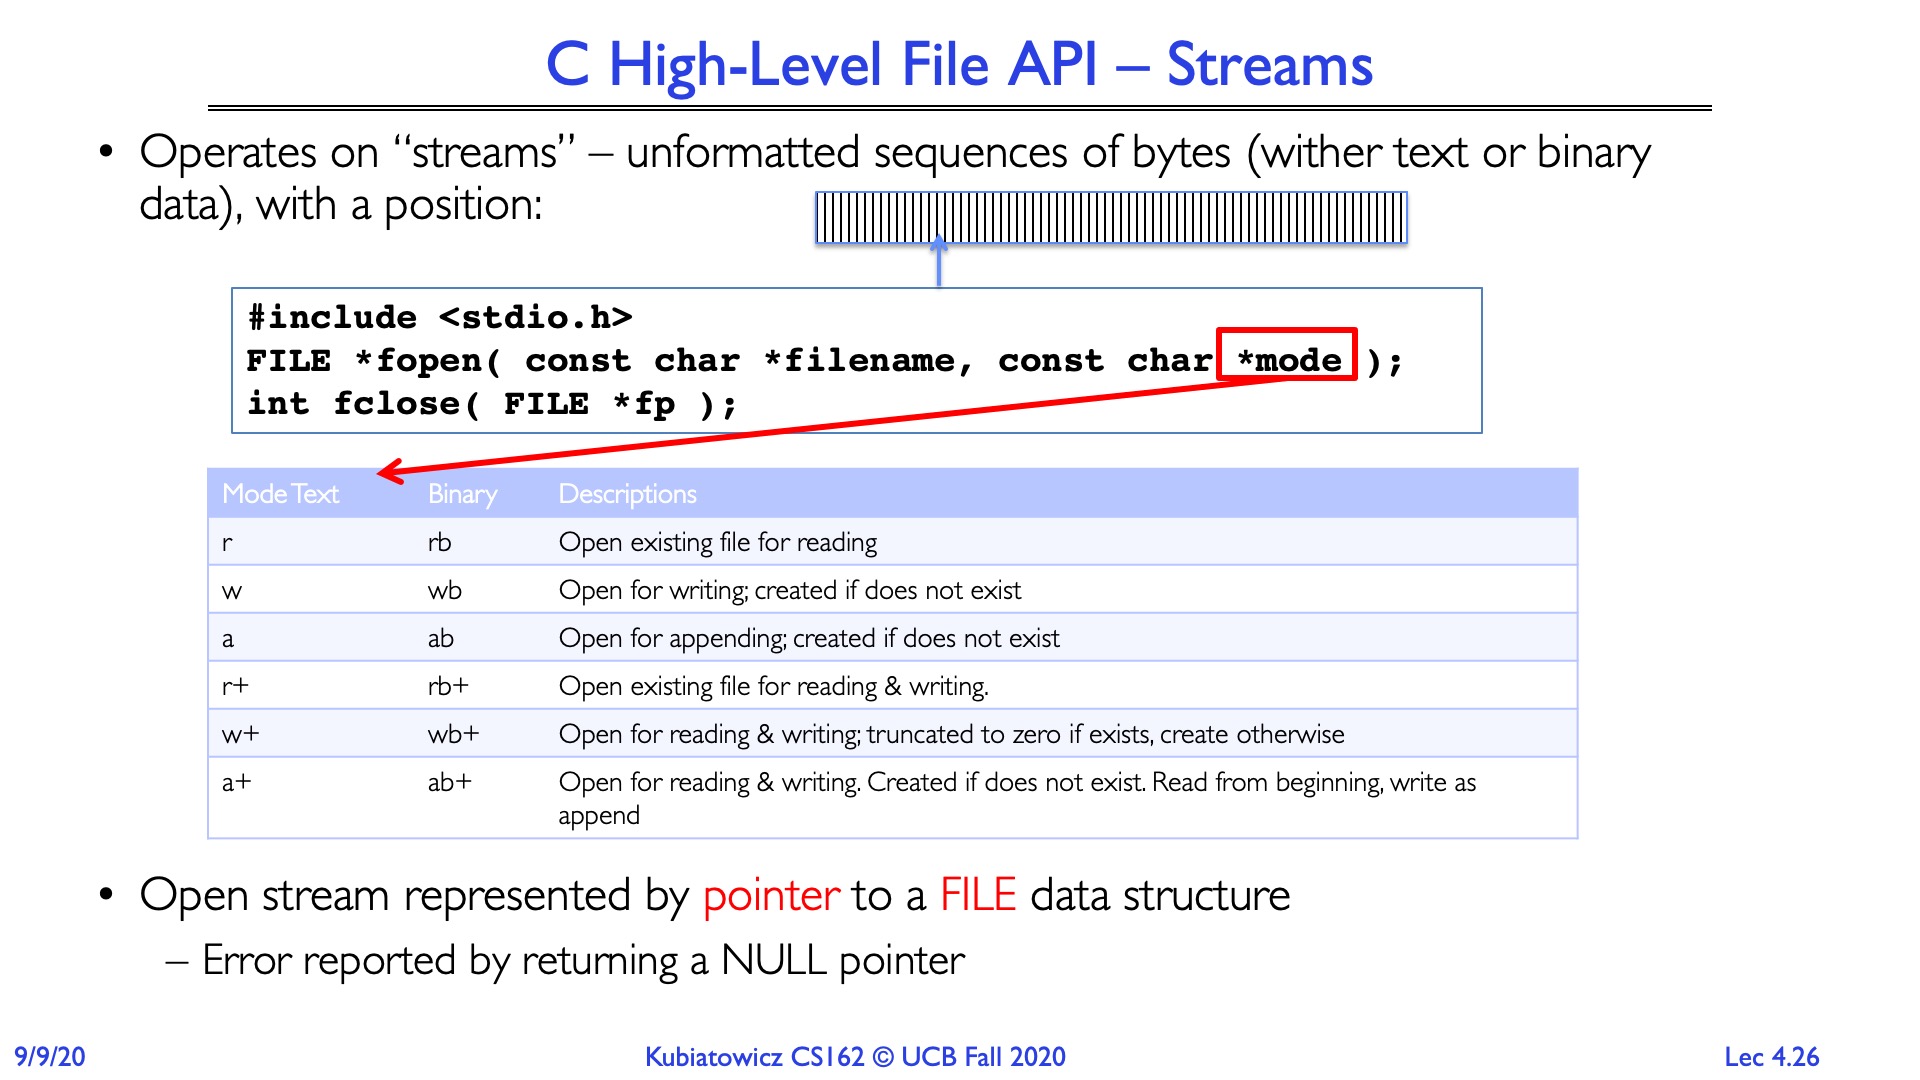 C High-Level File API – Streams
• Operates on “streams” – unformatted sequences of bytes (wither text or binary
data), with a position:
#include <stdio.h>
FILE *fopen( const char *filename, const char *mode );
int fclose( FILE *fp );
Mode Text Binary Descriptions
r rb Open existing file for reading
w wb Open for writing; created if does not exist
a ab Open for appending; created if does not exist
r+ rb+ Open existing file for reading & writing.
w+ wb+ Open for reading & writing; truncated to zero if exists, create otherwise
a+ ab+ Open for reading & writing. Created if does not exist. Read from beginning, write as
append
• Open stream represented by pointer to a FILE data structure
– Error reported by returning a NULL pointer
9/9/20 Kubiatowicz CS162 © UCB Fall 2020 Lec 4.26